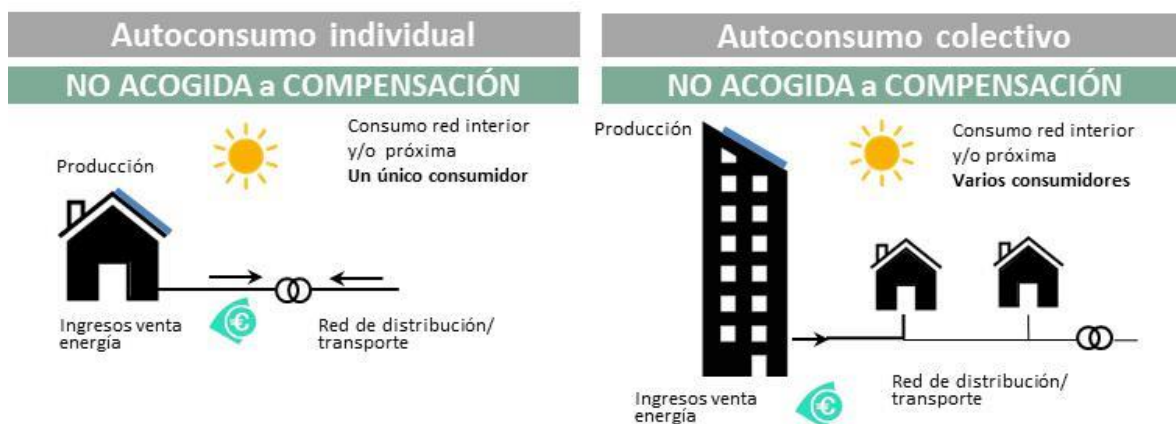 Autoconsumo individual
NO ACOGIDA a COMPENSACIÓN
Producción
Consumo red interior
y/o próxima
Un único consumidor
Ingresos venta
energía
€
Red de distribución/
transporte
Autoconsumo colectivo
NO ACOGIDA a COMPENSACIÓN
Producción
Consumo red interior
y/o próxima
Varios consumidores
Ingresos venta
energía
€
Red de distribución/
transporte